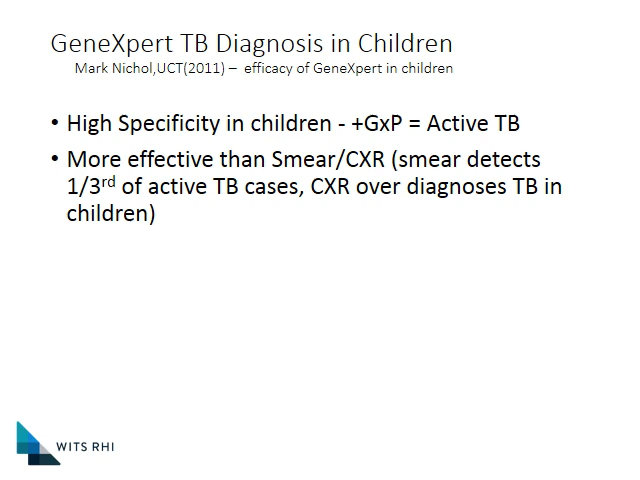 GeneXpert TB Diagnosis in Children
Mark Nichol,UCT(2011) – efficacy of GeneXpert in children
• High Specificity in children - +GxP = Active TB
• More effective than Smear/CXR (smear detects
1/3rd of active TB cases, CXR over diagnoses TB in
children)
WITS RHI